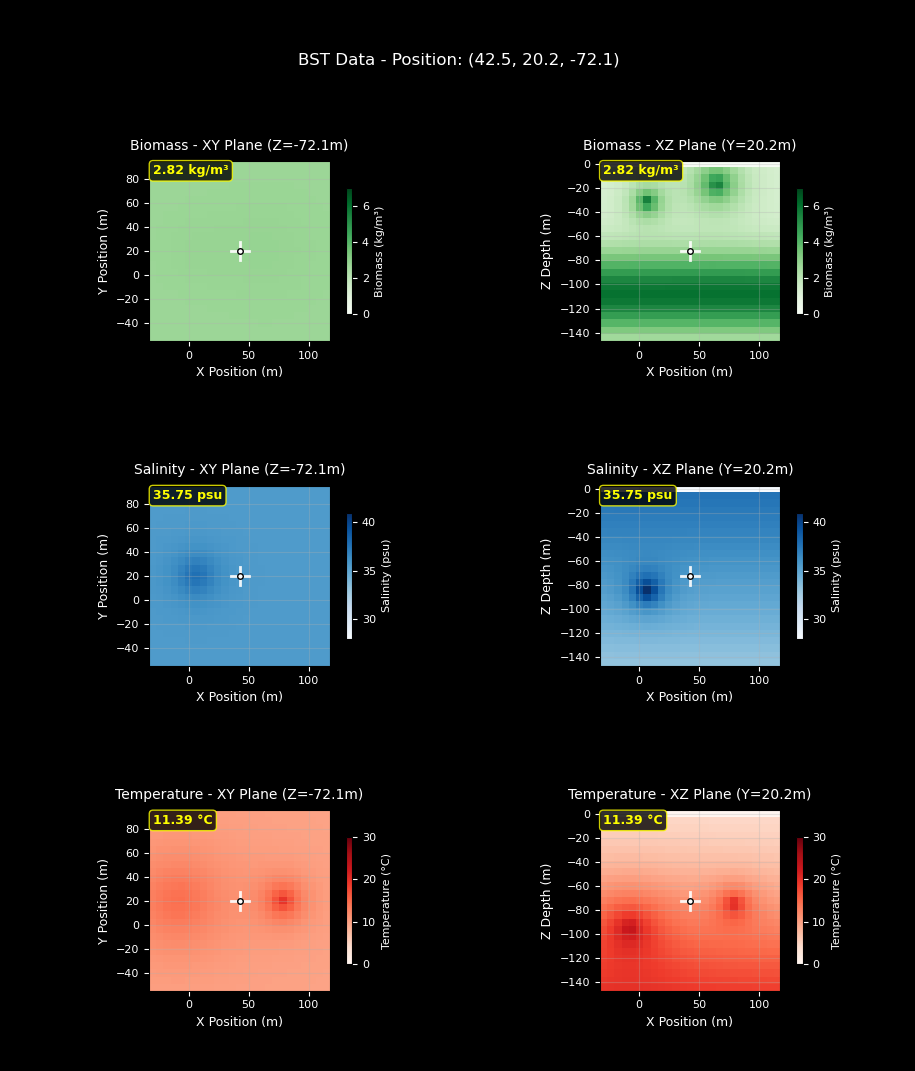 BST Data - Position: (42.5, 20.2, -72.1)
Biomass - XY Plane (Z=-72.1m)
2.82 kg/m³
80
60
40
20
0
−20
−40
Y Position (m)
0 50 100
X Position (m)
6
4
2
0
Biomass (kg/m³)
Biomass - XZ Plane (Y=20.2m)
2.82 kg/m³
0
−20
−40
−60
−80
−100
−120
−140
Z Depth (m)
0 50 100
X Position (m)
6
4
2
0
Biomass (kg/m³)
Salinity - XY Plane (Z=-72.1m)
35.75 psu
80
60
40
20
0
−20
−40
Y Position (m)
0 50 100
X Position (m)
40
35
30
Salinity (psu)
Salinity - XZ Plane (Y=20.2m)
35.75 psu
0
−20
−40
−60
−80
−100
−120
−140
Z Depth (m)
0 50 100
X Position (m)
40
35
30
Salinity (psu)
Temperature - XY Plane (Z=-72.1m)
11.39 °C
80
60
40
20
0
−20
−40
Y Position (m)
0 50 100
X Position (m)
30
20
10
0
Temperature (°C)
Temperature - XZ Plane (Y=20.2m)
11.39 °C
0
−20
−40
−60
−80
−100
−120
−140
Z Depth (m)
0 50 100
X Position (m)
30
20
10
0
Temperature (°C)